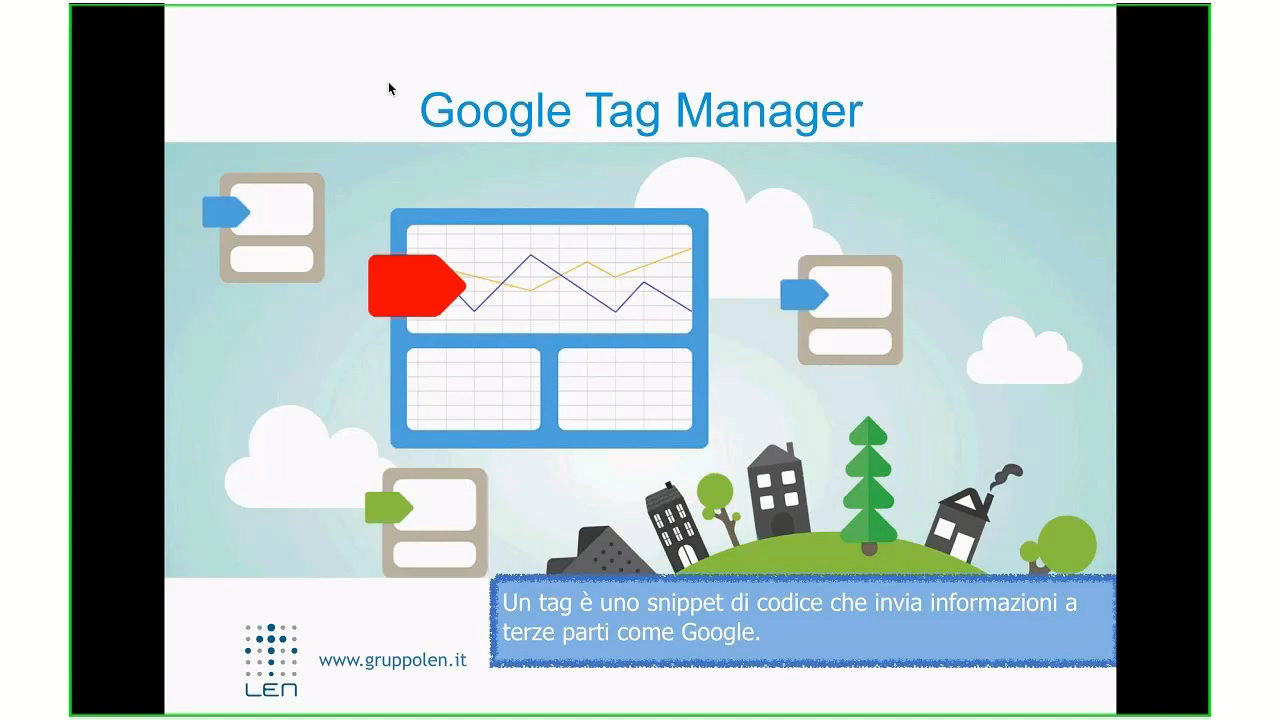 Google Tag Manager
Un tag è uno snippet di codice che invia informazioni a
terze parti come Google.
www.gruppolen.it
LEN